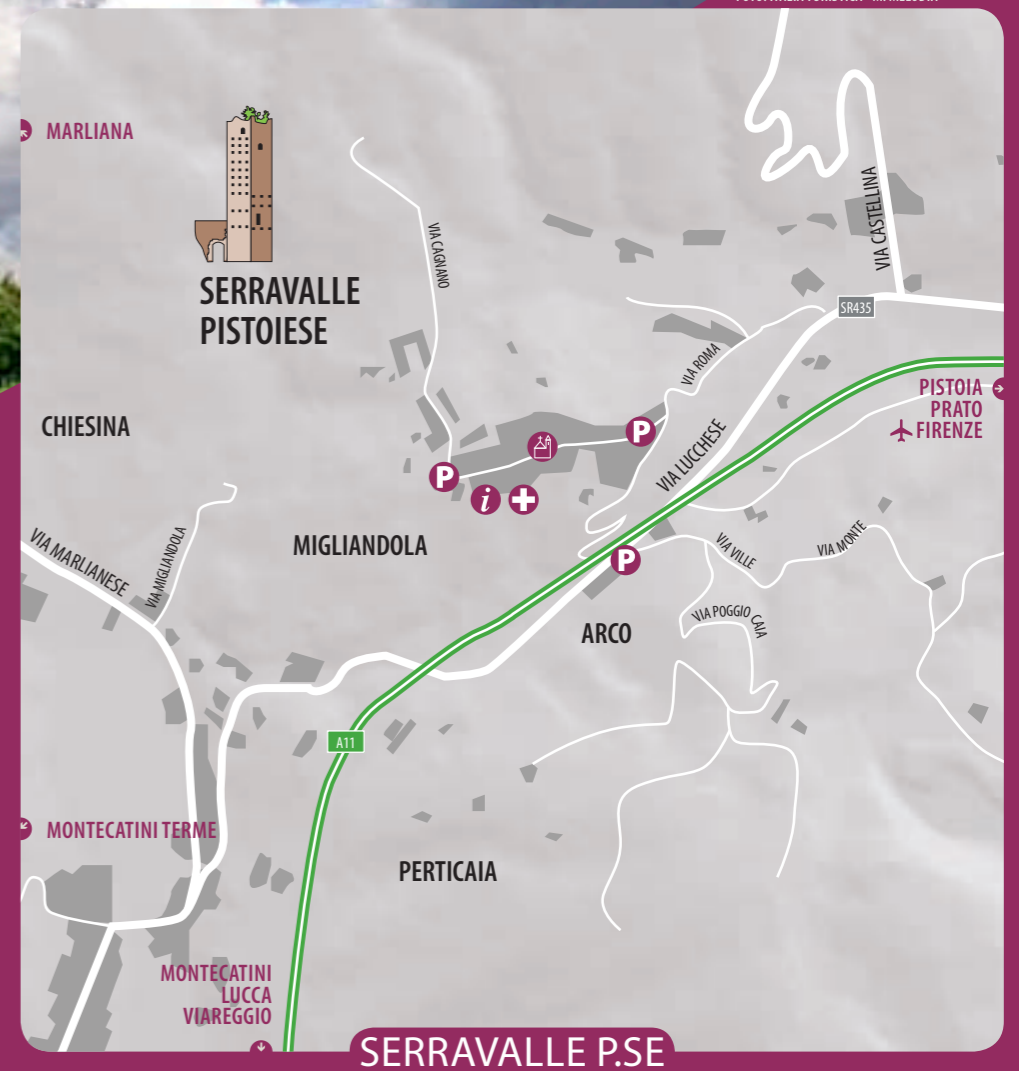 MARLIANA
SERRAVALLE
PISTOIESE
VIA CAGNANO
VIA CASTELLINA
SR435
VIA ROMA
PISTOIA
PRATO
FIRENZE
CHIESINA
P
P
VIA LUCCHESE
i
MIGLIANDOLA
VIA MARLIANESE
VIA MIGLIANDOLA
P
VIA VILLE
VIA MONTE
ARCO
VIA POGGIO CAIA
A11
MONTECATINI TERME
PERTICAIA
MONTECATINI
LUCCA
VIAREGGIO
SERRAVALLE P.SE